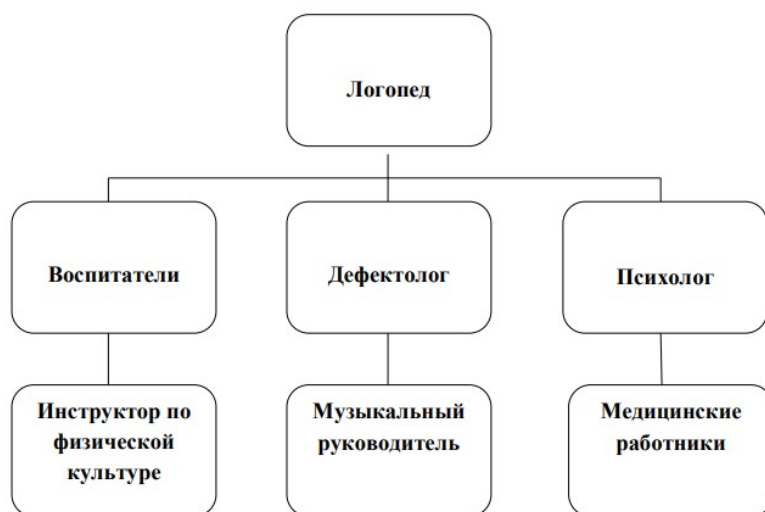 Логопед
Воспитатели
Дефектолог
Психолог
Инструктор по
физической
культуре
Музыкальный
руководитель
Медицинские
работники